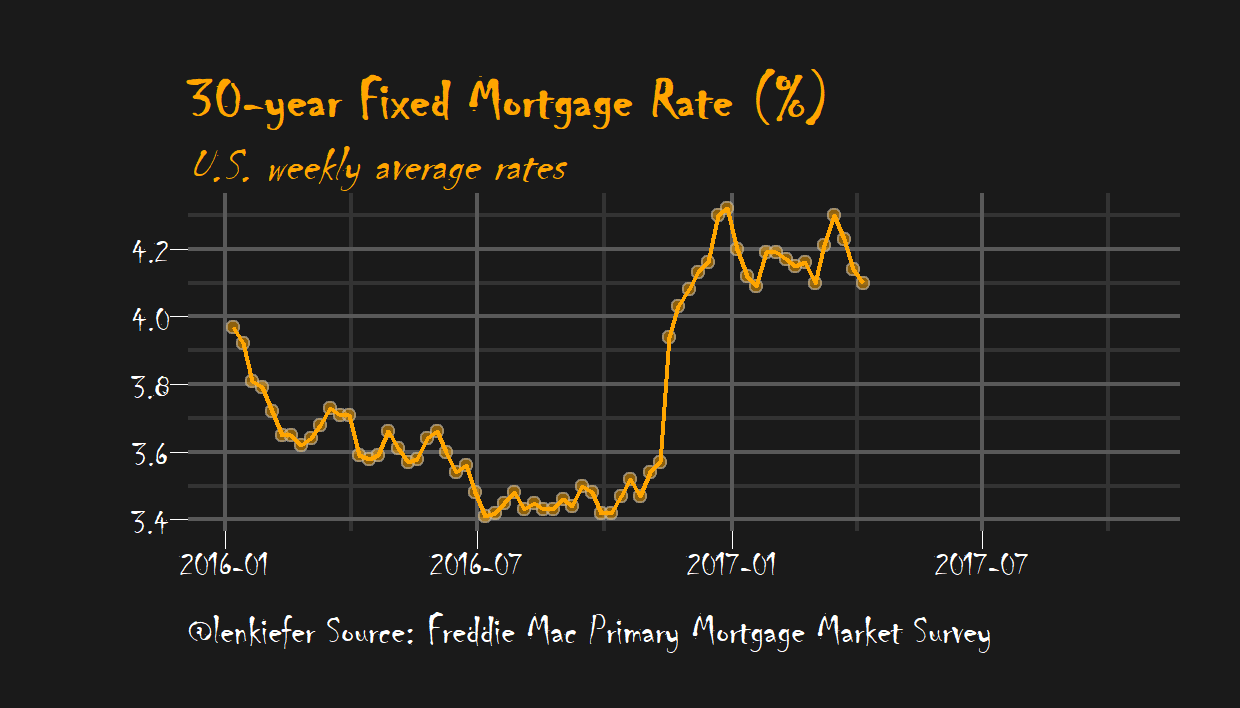 30-year Fixed Mortgage Rate (%)
U.S. weekly average rates
4.2
4.0
3.8
3.6
3.4
2016-01 2016-07 2017-01 2017-07
@lenkiefer Source: Freddie Mac Primary Mortgage Market Survey